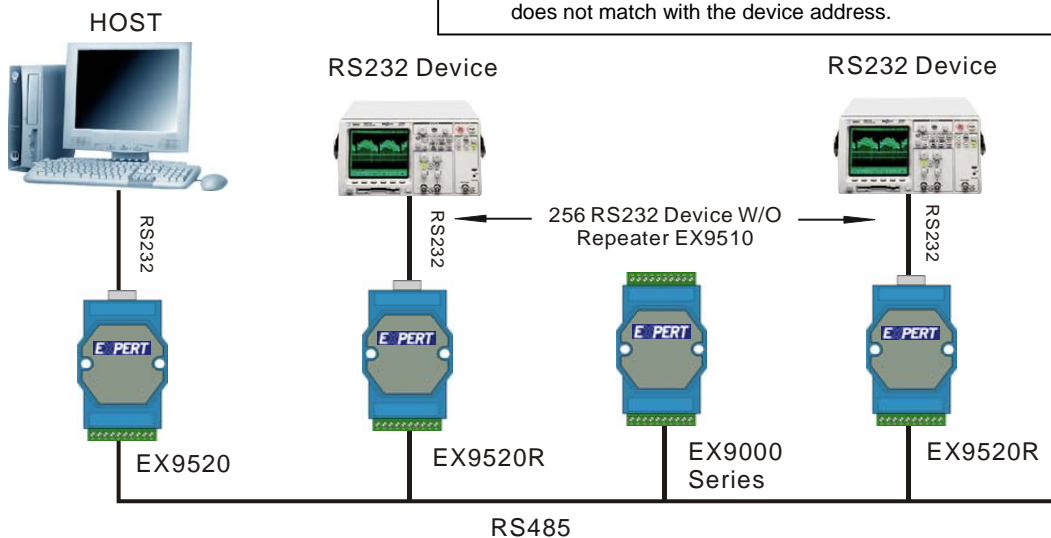 does not match with the device address.
HOST
RS232 Device
RS232 Device
RS232
RS232
256 RS232 Device W/O
Repeater EX9510
RS232
EXPERT
EXPERT
EXPERT
EXPERT
EX9520
EX9520R
EX9000
Series
EX9520R
RS485